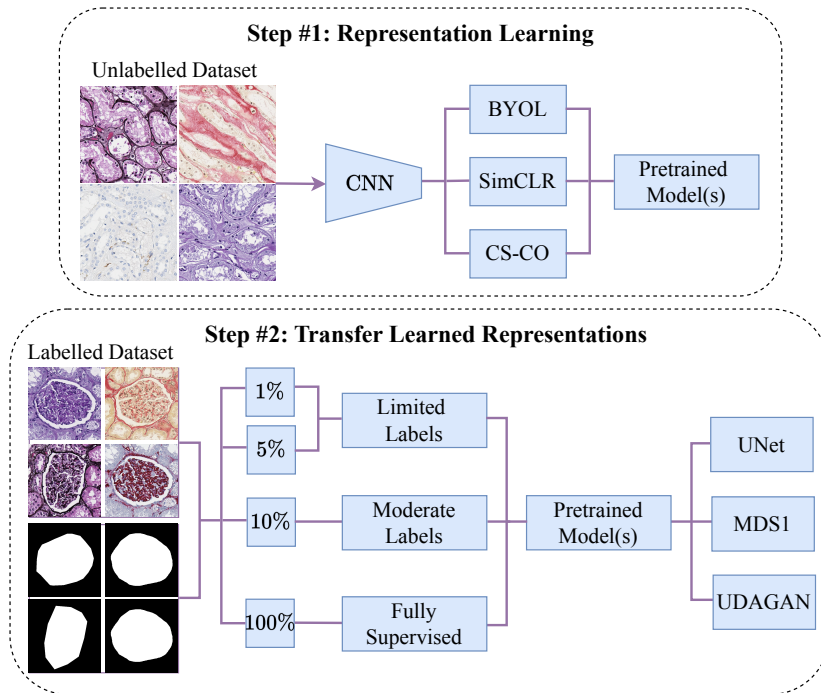 Step #1: Representation Learning
Unlabelled Dataset
CNN
BYOL
SimCLR
CS-CO
Pretrained
Model(s)
Step #2: Transfer Learned Representations
Labelled Dataset
1%
5%
10%
100%
Limited
Labels
Moderate
Labels
Fully
Supervised
Pretrained
Model(s)
UNet
MDS1
UDAGAN